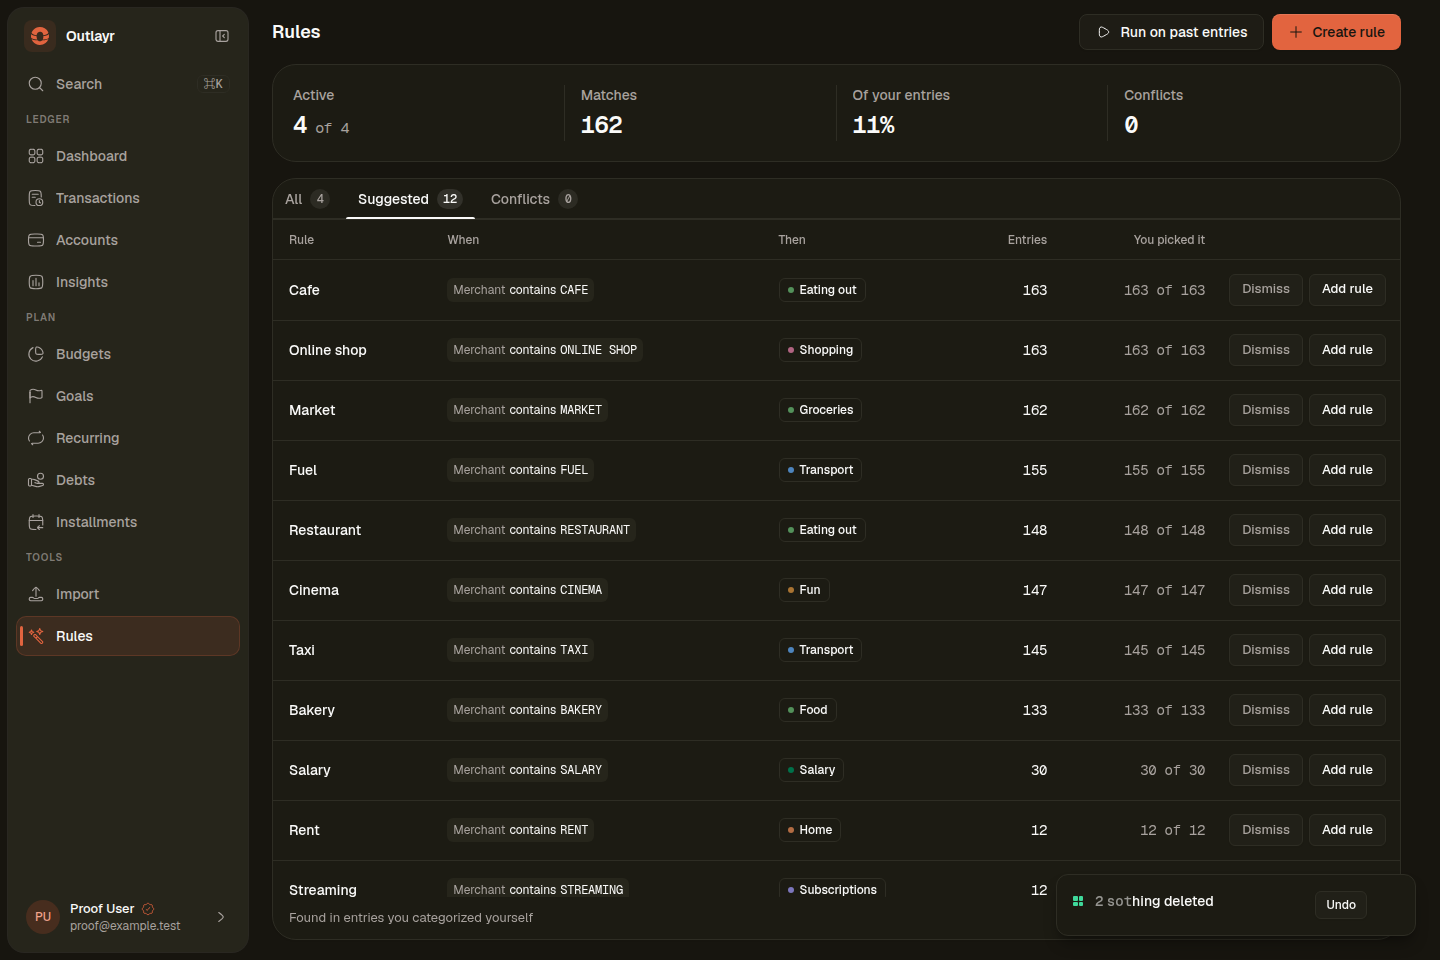 Outlayr
Search ⌘K
LEDGER
Dashboard
Transactions
Accounts
Insights
PLAN
Budgets
Goals
Recurring
Debts
Installments
TOOLS
Import
Rules
PU Proof User
proof@example.test
Rules
Run on past entries
Create rule
Active Matches Of your entries Conflicts
4 of 4 162 11% 0
All 4 Suggested 12 Conflicts 0
Rule When Then Entries You picked it
Cafe Merchant contains CAFE Eating out 163 163 of 163 Dismiss Add rule
Online shop Merchant contains ONLINE SHOP Shopping 163 163 of 163 Dismiss Add rule
Market Merchant contains MARKET Groceries 162 162 of 162 Dismiss Add rule
Fuel Merchant contains FUEL Transport 155 155 of 155 Dismiss Add rule
Restaurant Merchant contains RESTAURANT Eating out 148 148 of 148 Dismiss Add rule
Cinema Merchant contains CINEMA Fun 147 147 of 147 Dismiss Add rule
Taxi Merchant contains TAXI Transport 145 145 of 145 Dismiss Add rule
Bakery Merchant contains BAKERY Food 133 133 of 133 Dismiss Add rule
Salary Merchant contains SALARY Salary 30 30 of 30 Dismiss Add rule
Rent Merchant contains RENT Home 12 12 of 12 Dismiss Add rule
Streaming Merchant contains STREAMING Subscriptions 12
Found in entries you categorized yourself
2 sothing deleted Undo